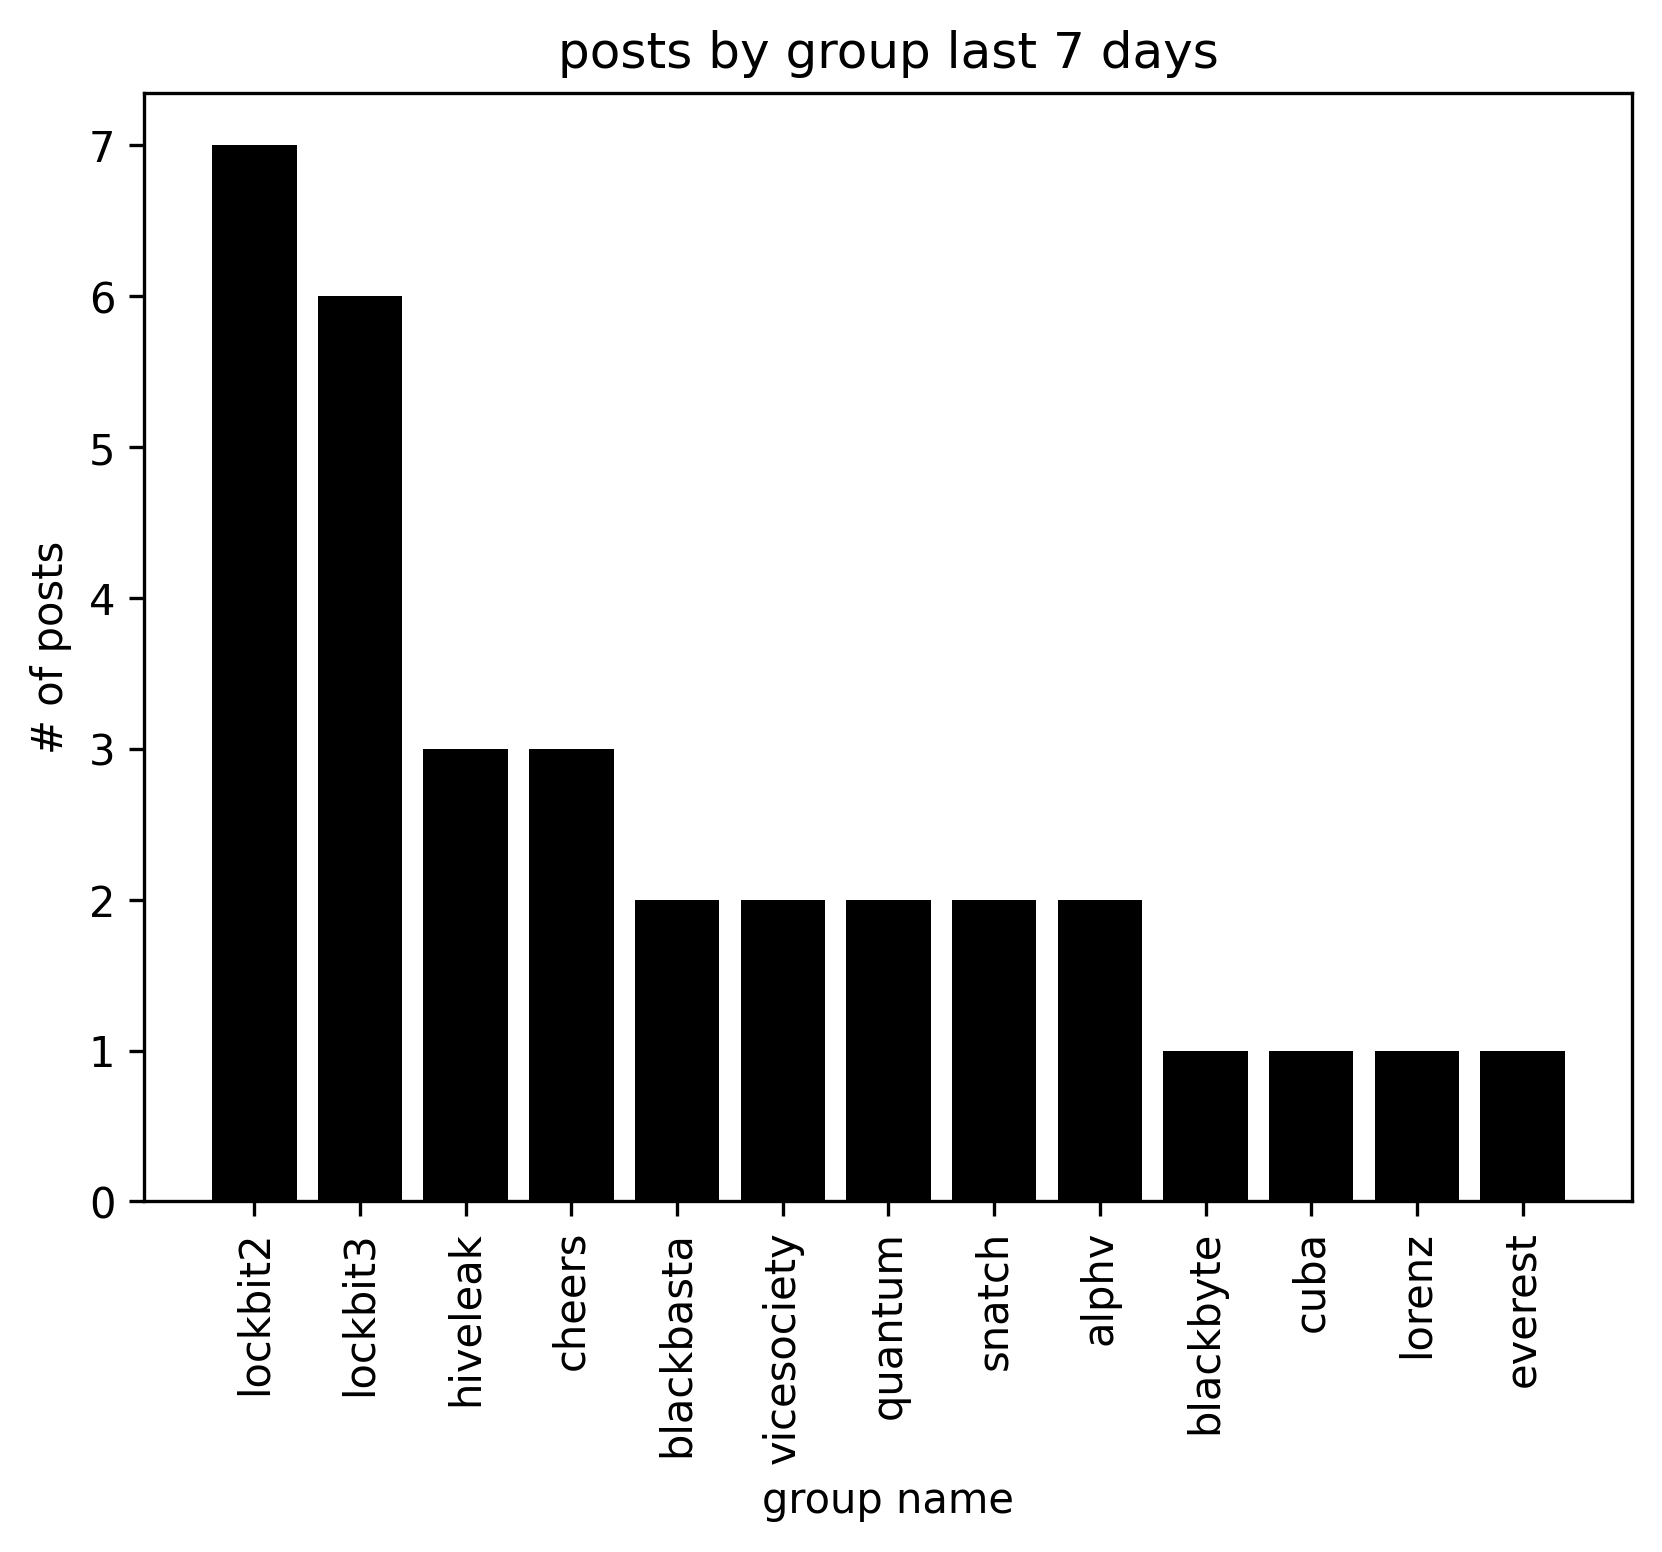 posts by group last 7 days
# of posts
7
6
5
4
3
2
1
0
lockbit2
lockbit3
hiveleak
cheers
blackbasta
vicesociety
quantum
snatch
alphv
blackbyte
cuba
lorenz
everest
group name